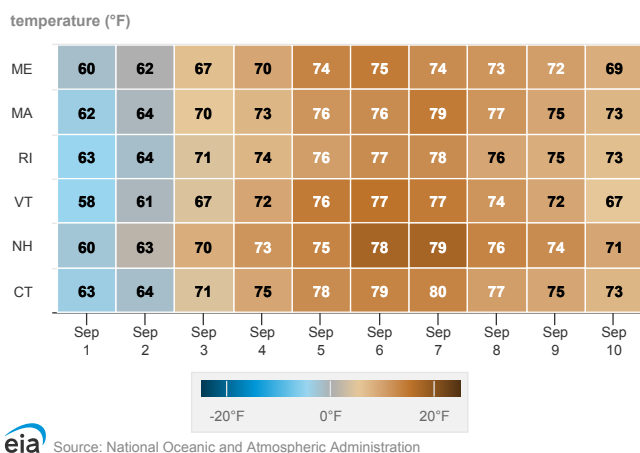 temperature (°F)
ME 60 62 67 70 74 75 74 73 72 69
MA 62 64 70 73 76 76 79 77 75 73
RI 63 64 71 74 76 77 78 76 75 73
VT 58 61 67 72 76 77 77 74 72 67
NH 60 63 70 73 75 78 79 76 74 71
CT 63 64 71 75 78 79 80 77 75 73
Sep Sep Sep Sep Sep Sep Sep Sep Sep Sep
1 2 3 4 5 6 7 8 9 10
-20°F 0°F 20°F
eia Source: National Oceanic and Atmospheric Administration